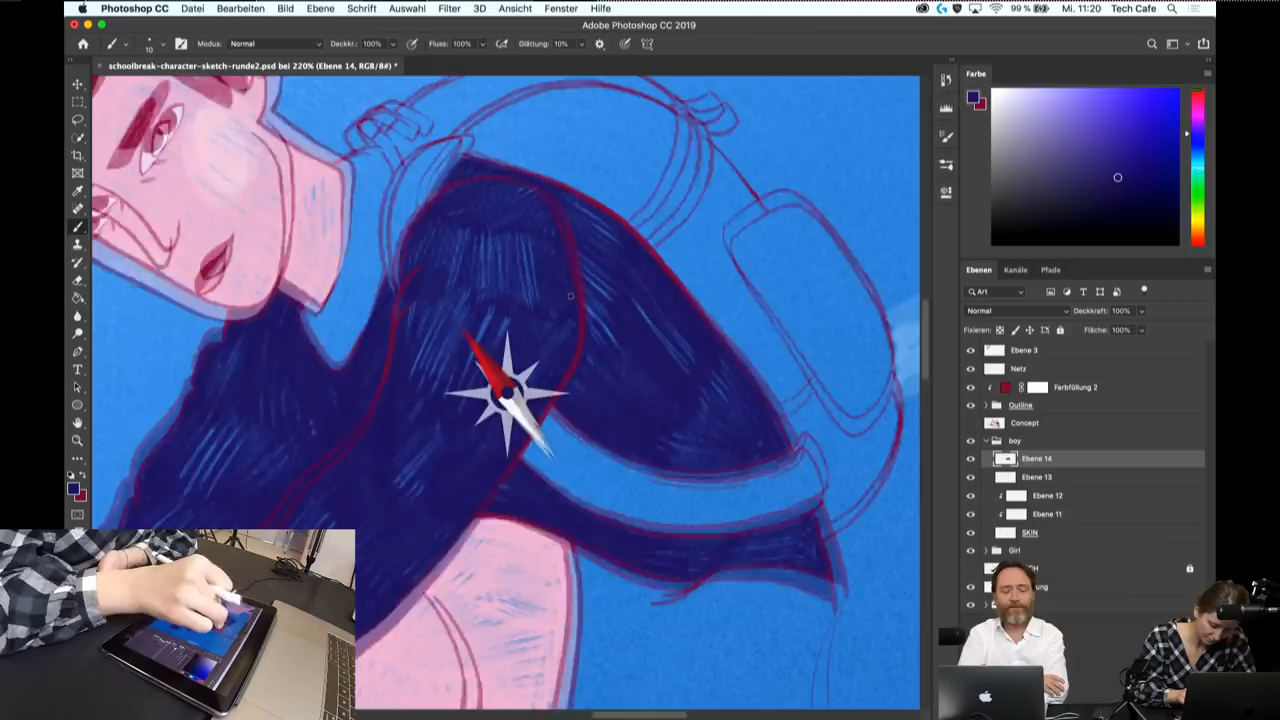 Photoshop CC Datei Bearbeiten Bild Ebene Schrift Auswahl Filter 3D Ansicht Fenster Hilfe 99 % Mi. 11:20 Tech Cafe
Adobe Photoshop CC 2019
10 Modus: Normal Deckkr.: 100% Fluss: 100% Glättung: 10%
schoolbreak-character-sketch-runde2.psd bei 220% (Ebene 14, RGB/8#) *
Farbe
Ebenen Kanäle Pfade
Art
Normal Deckkraft: 100%
Fixieren: Fläche: 100%
Ebene 3
Netz
Farbfüllung 2
Outline
Concept
boy
Ebene 14
Ebene 13
Ebene 12
Ebene 11
SKIN
Girl